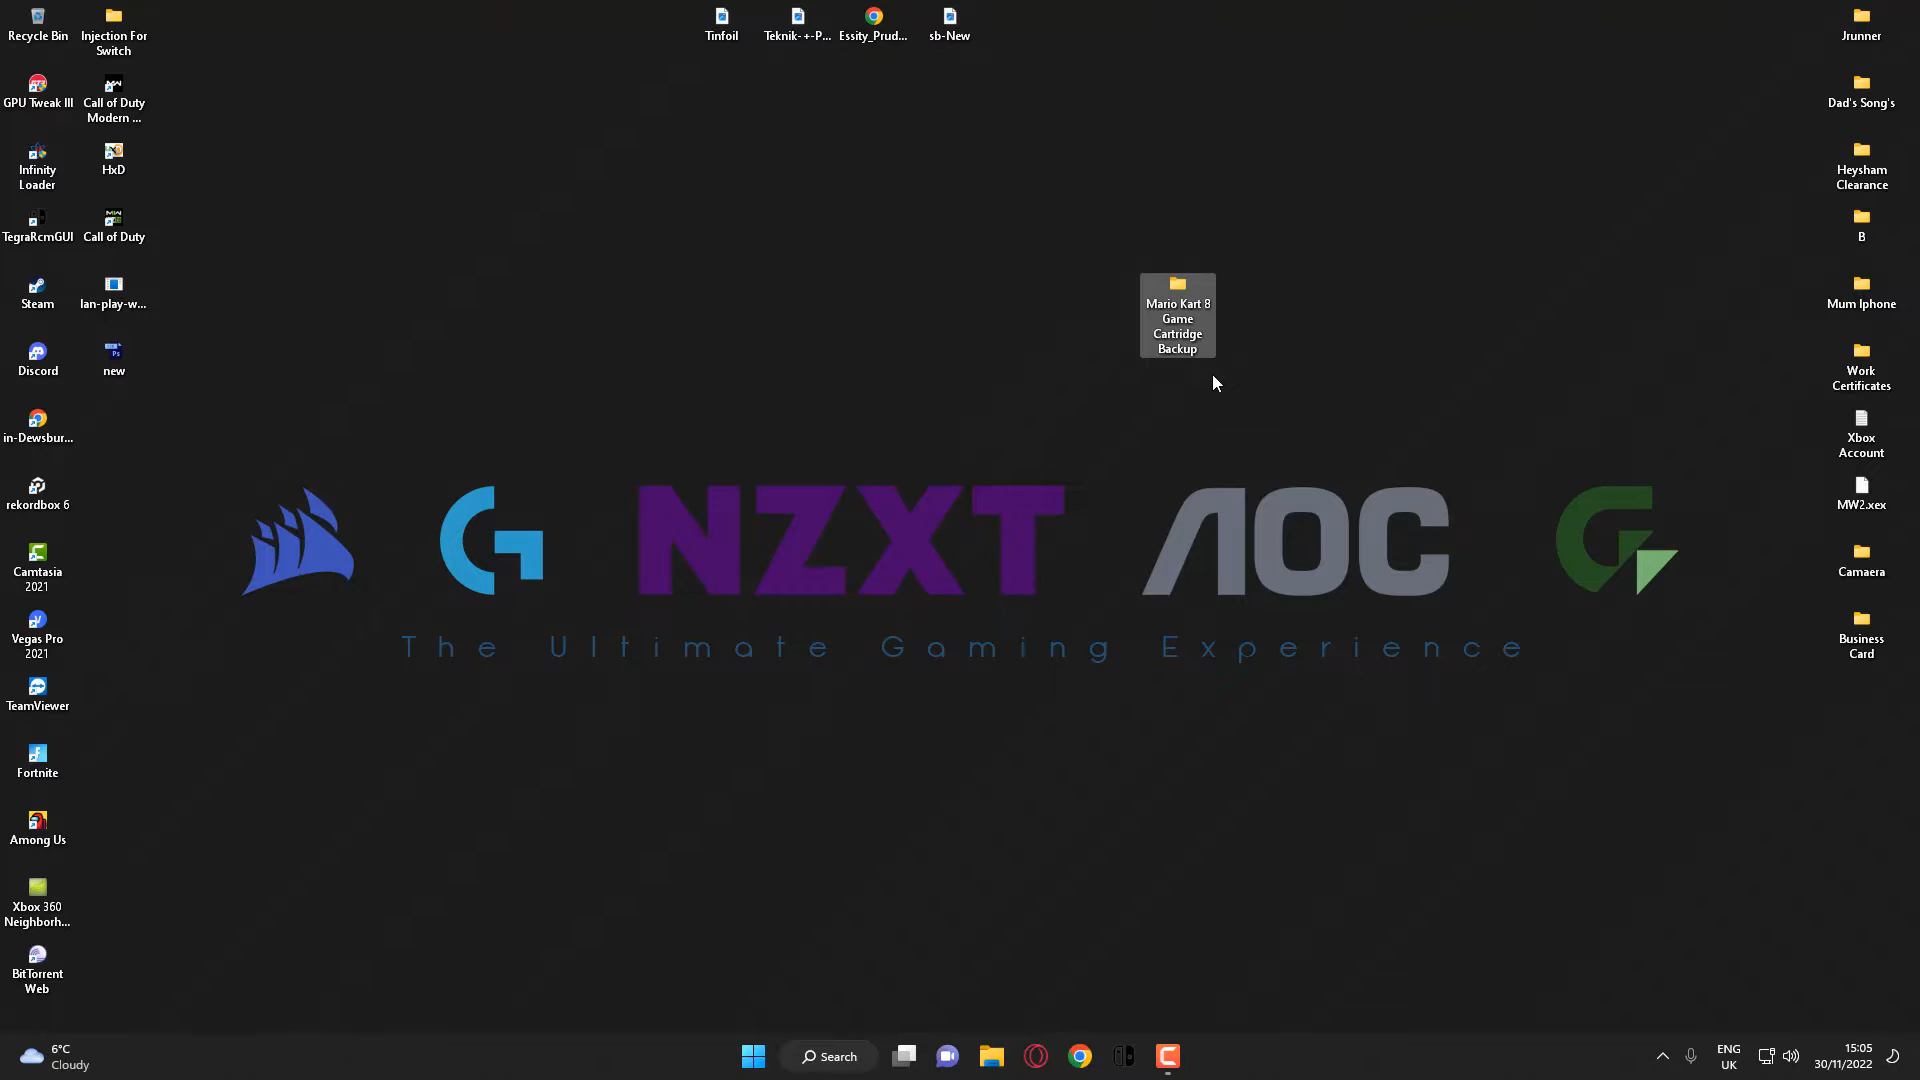 Recycle Bin
Injection For
Switch
GPU Tweak III
Call of Duty
Modern ...
Infinity
Loader
HxD
TegraRcmGUI
Call of Duty
Steam
lan-play-w...
Discord
new
in-Dewsbur...
rekordbox 6
Camtasia
2021
Vegas Pro
2021
TeamViewer
Fortnite
Among Us
Xbox 360
Neighborh...
BitTorrent
Web
Tinfoil
Teknik-+-P...
Essity_Prud...
sb-New
Mario Kart 8
Game
Cartridge
Backup
NZXT
AOC
The Ultimate Gaming Experience
Jrunner
Dad's Song's
Heysham
Clearance
B
Mum Iphone
Work
Certificates
Xbox
Account
MW2.xex
Camaera
Business
Card
6°C
Cloudy
Search
ENG
UK
15:05
30/11/2022